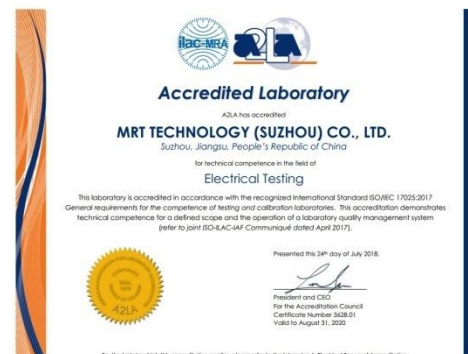 ilac-MRA
A2LA
Accredited Laboratory
A2LA has accredited
MRT TECHNOLOGY (SUZHOU) CO., LTD.
Suzhou, Jiangsu, People's Republic of China
for technical competence in the field of
Electrical Testing
This laboratory is accredited in accordance with the recognized International Standard ISO/IEC 17025:2017
General requirements for the competence of testing and calibration laboratories. This accreditation demonstrates
technical competence for a defined scope and the operation of a laboratory quality management system
(refer to joint ISO-ILAC-IAF Communiqué dated April 2017).
Presented this 24th day of July 2018.
President and CEO
For the Accreditation Council
Certificate Number 3628.01
Valid to August 31, 2020
A2LA